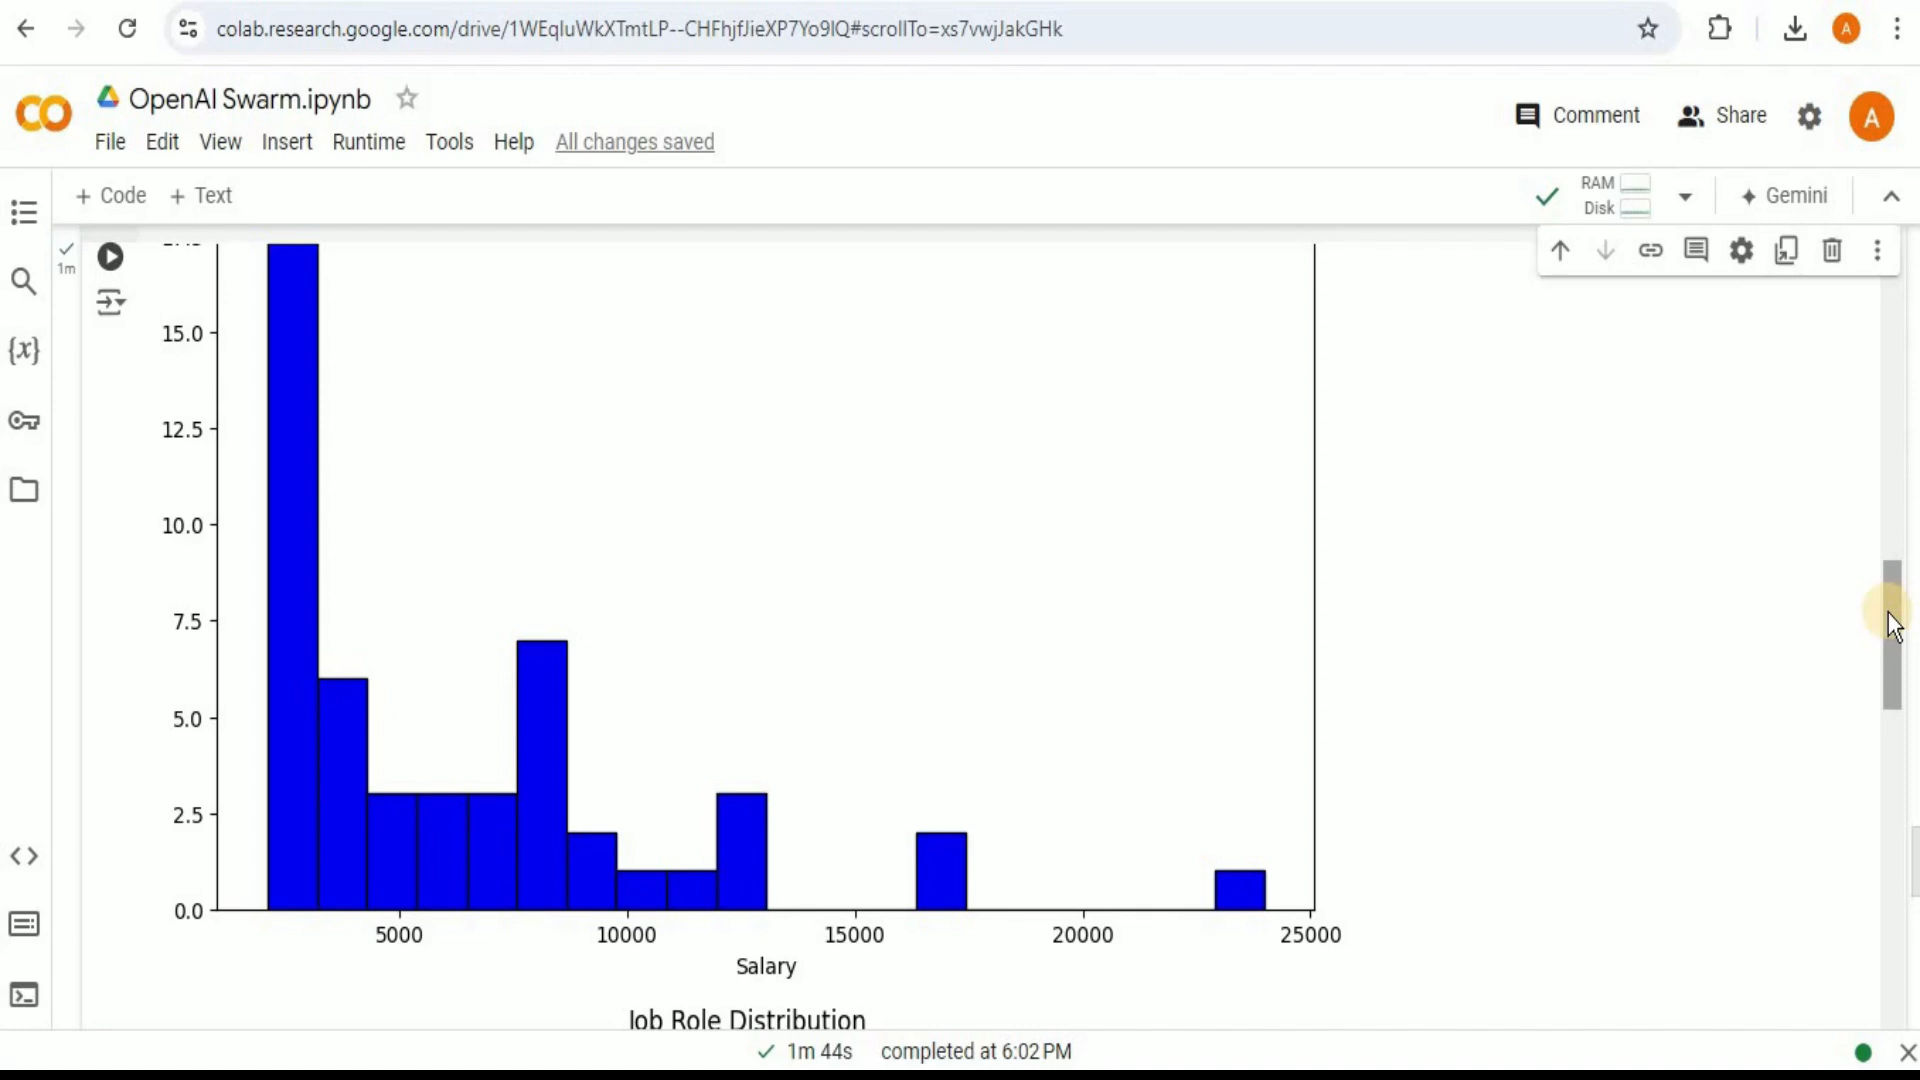 colab.research.google.com/drive/1WEqIuWkXTmtLP--CHFhjfJieXP7Yo9lQ#scrollTo=xs7vwjJakGHk
A
CO
OpenAI Swarm.ipynb
Comment
Share
A
File Edit View Insert Runtime Tools Help All changes saved
+ Code + Text
RAM
Disk
Gemini
1m
{x}
15.0
12.5
10.0
7.5
5.0
2.5
0.0
5000 10000 15000 20000 25000
Salary
Job Role Distribution
1m 44s completed at 6:02 PM